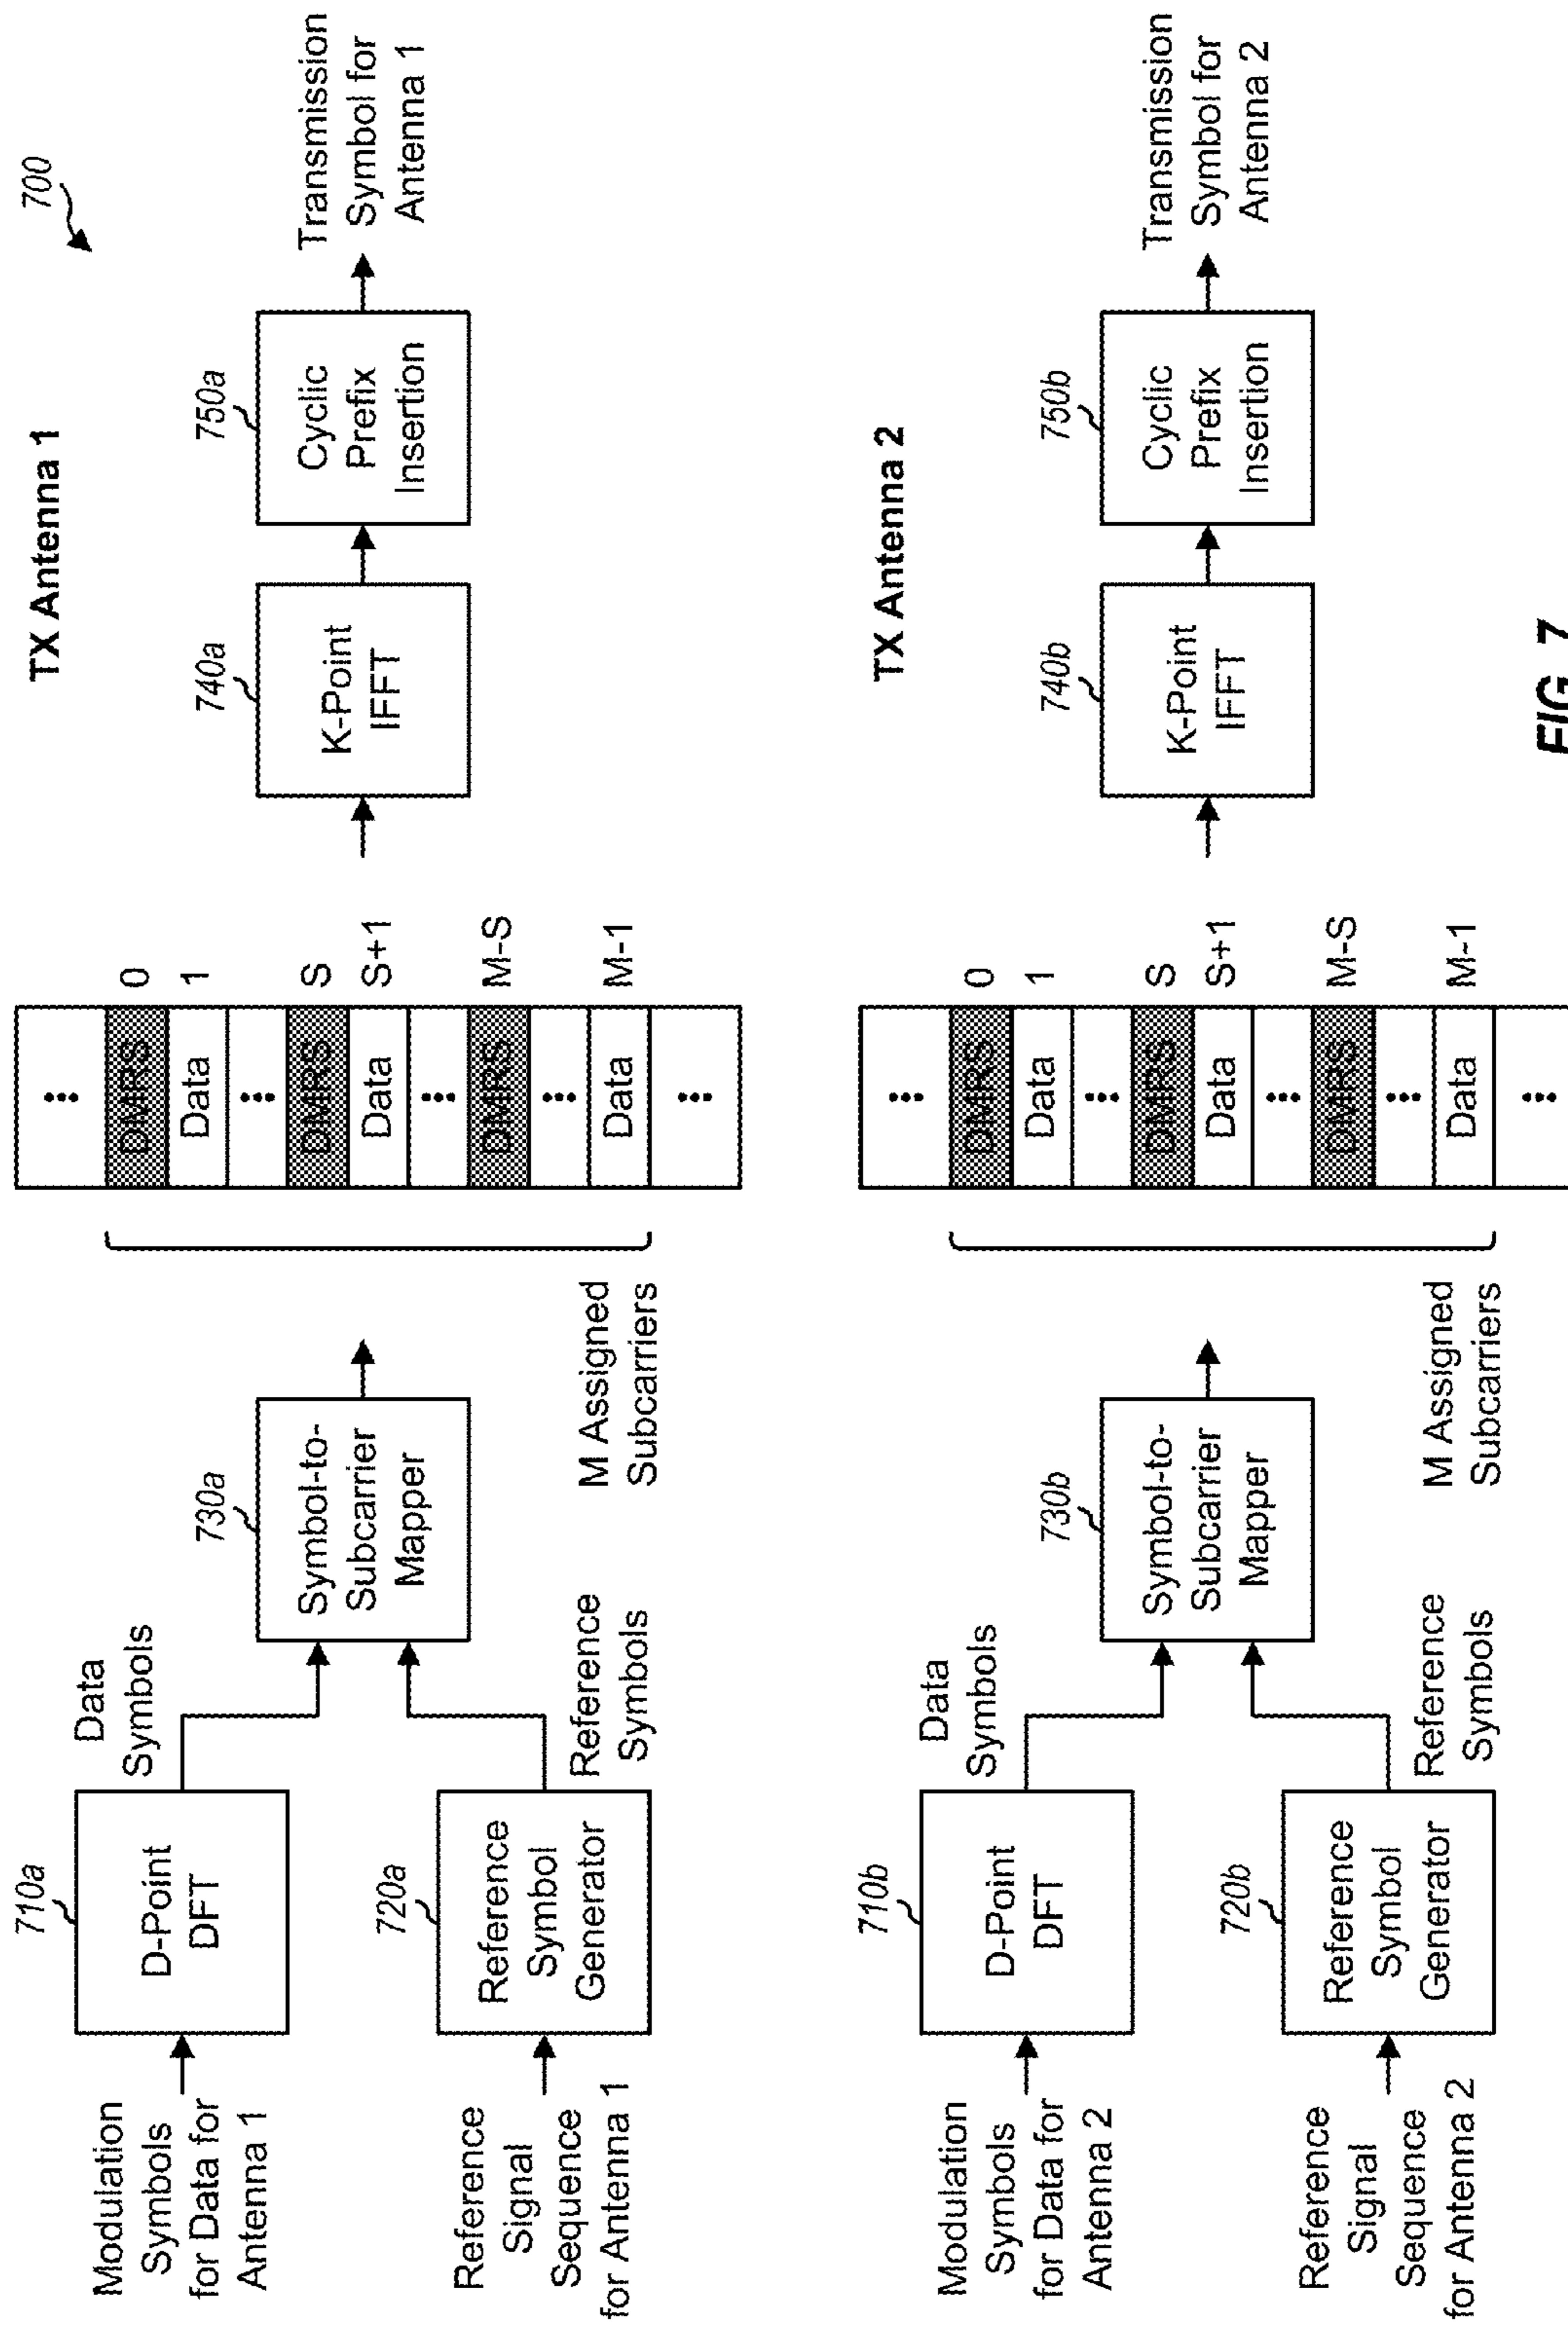 700
TX Antenna 1
710a
D-Point
DFT
Modulation
Symbols
for Data for
Antenna 1
Data
Symbols
720a
Reference
Symbol
Generator
Reference
Signal
Sequence
for Antenna 1
Reference
Symbols
730a
Symbol-to-
Subcarrier
Mapper
M Assigned
Subcarriers
...
DMRS 0
Data 1
...
DMRS S
Data S+1
...
DMRS M-S
...
Data M-1
...
740a
K-Point
IFFT
750a
Cyclic
Prefix
Insertion
Transmission
Symbol for
Antenna 1
TX Antenna 2
710b
D-Point
DFT
Modulation
Symbols
for Data for
Antenna 2
Data
Symbols
720b
Reference
Symbol
Generator
Reference
Signal
Sequence
for Antenna 2
Reference
Symbols
730b
Symbol-to-
Subcarrier
Mapper
M Assigned
Subcarriers
...
DMRS 0
Data 1
...
DMRS S
Data S+1
...
DMRS M-S
...
Data M-1
...
740b
K-Point
IFFT
750b
Cyclic
Prefix
Insertion
Transmission
Symbol for
Antenna 2
FIG. 7